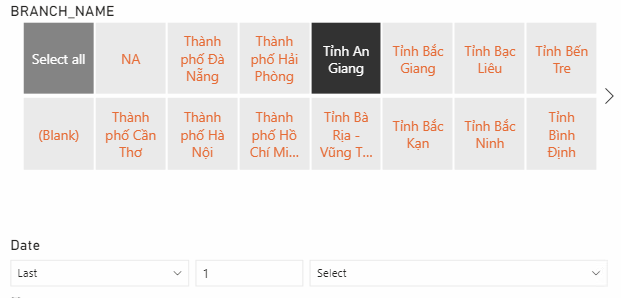 BRANCH_NAME
Select all
NA
Thành
phố Đà
Nẵng
Thành
phố Hải
Phòng
Tỉnh An
Giang
Tỉnh Bắc
Giang
Tỉnh Bạc
Liêu
Tỉnh Bến
Tre
(Blank)
Thành
phố Cần
Thơ
Thành
phố Hà
Nội
Thành
phố Hồ
Chí Mi...
Tỉnh Bà
Rịa -
Vũng T...
Tỉnh Bắc
Kạn
Tỉnh Bắc
Ninh
Tỉnh
Bình
Định
Date
Last
1
Select